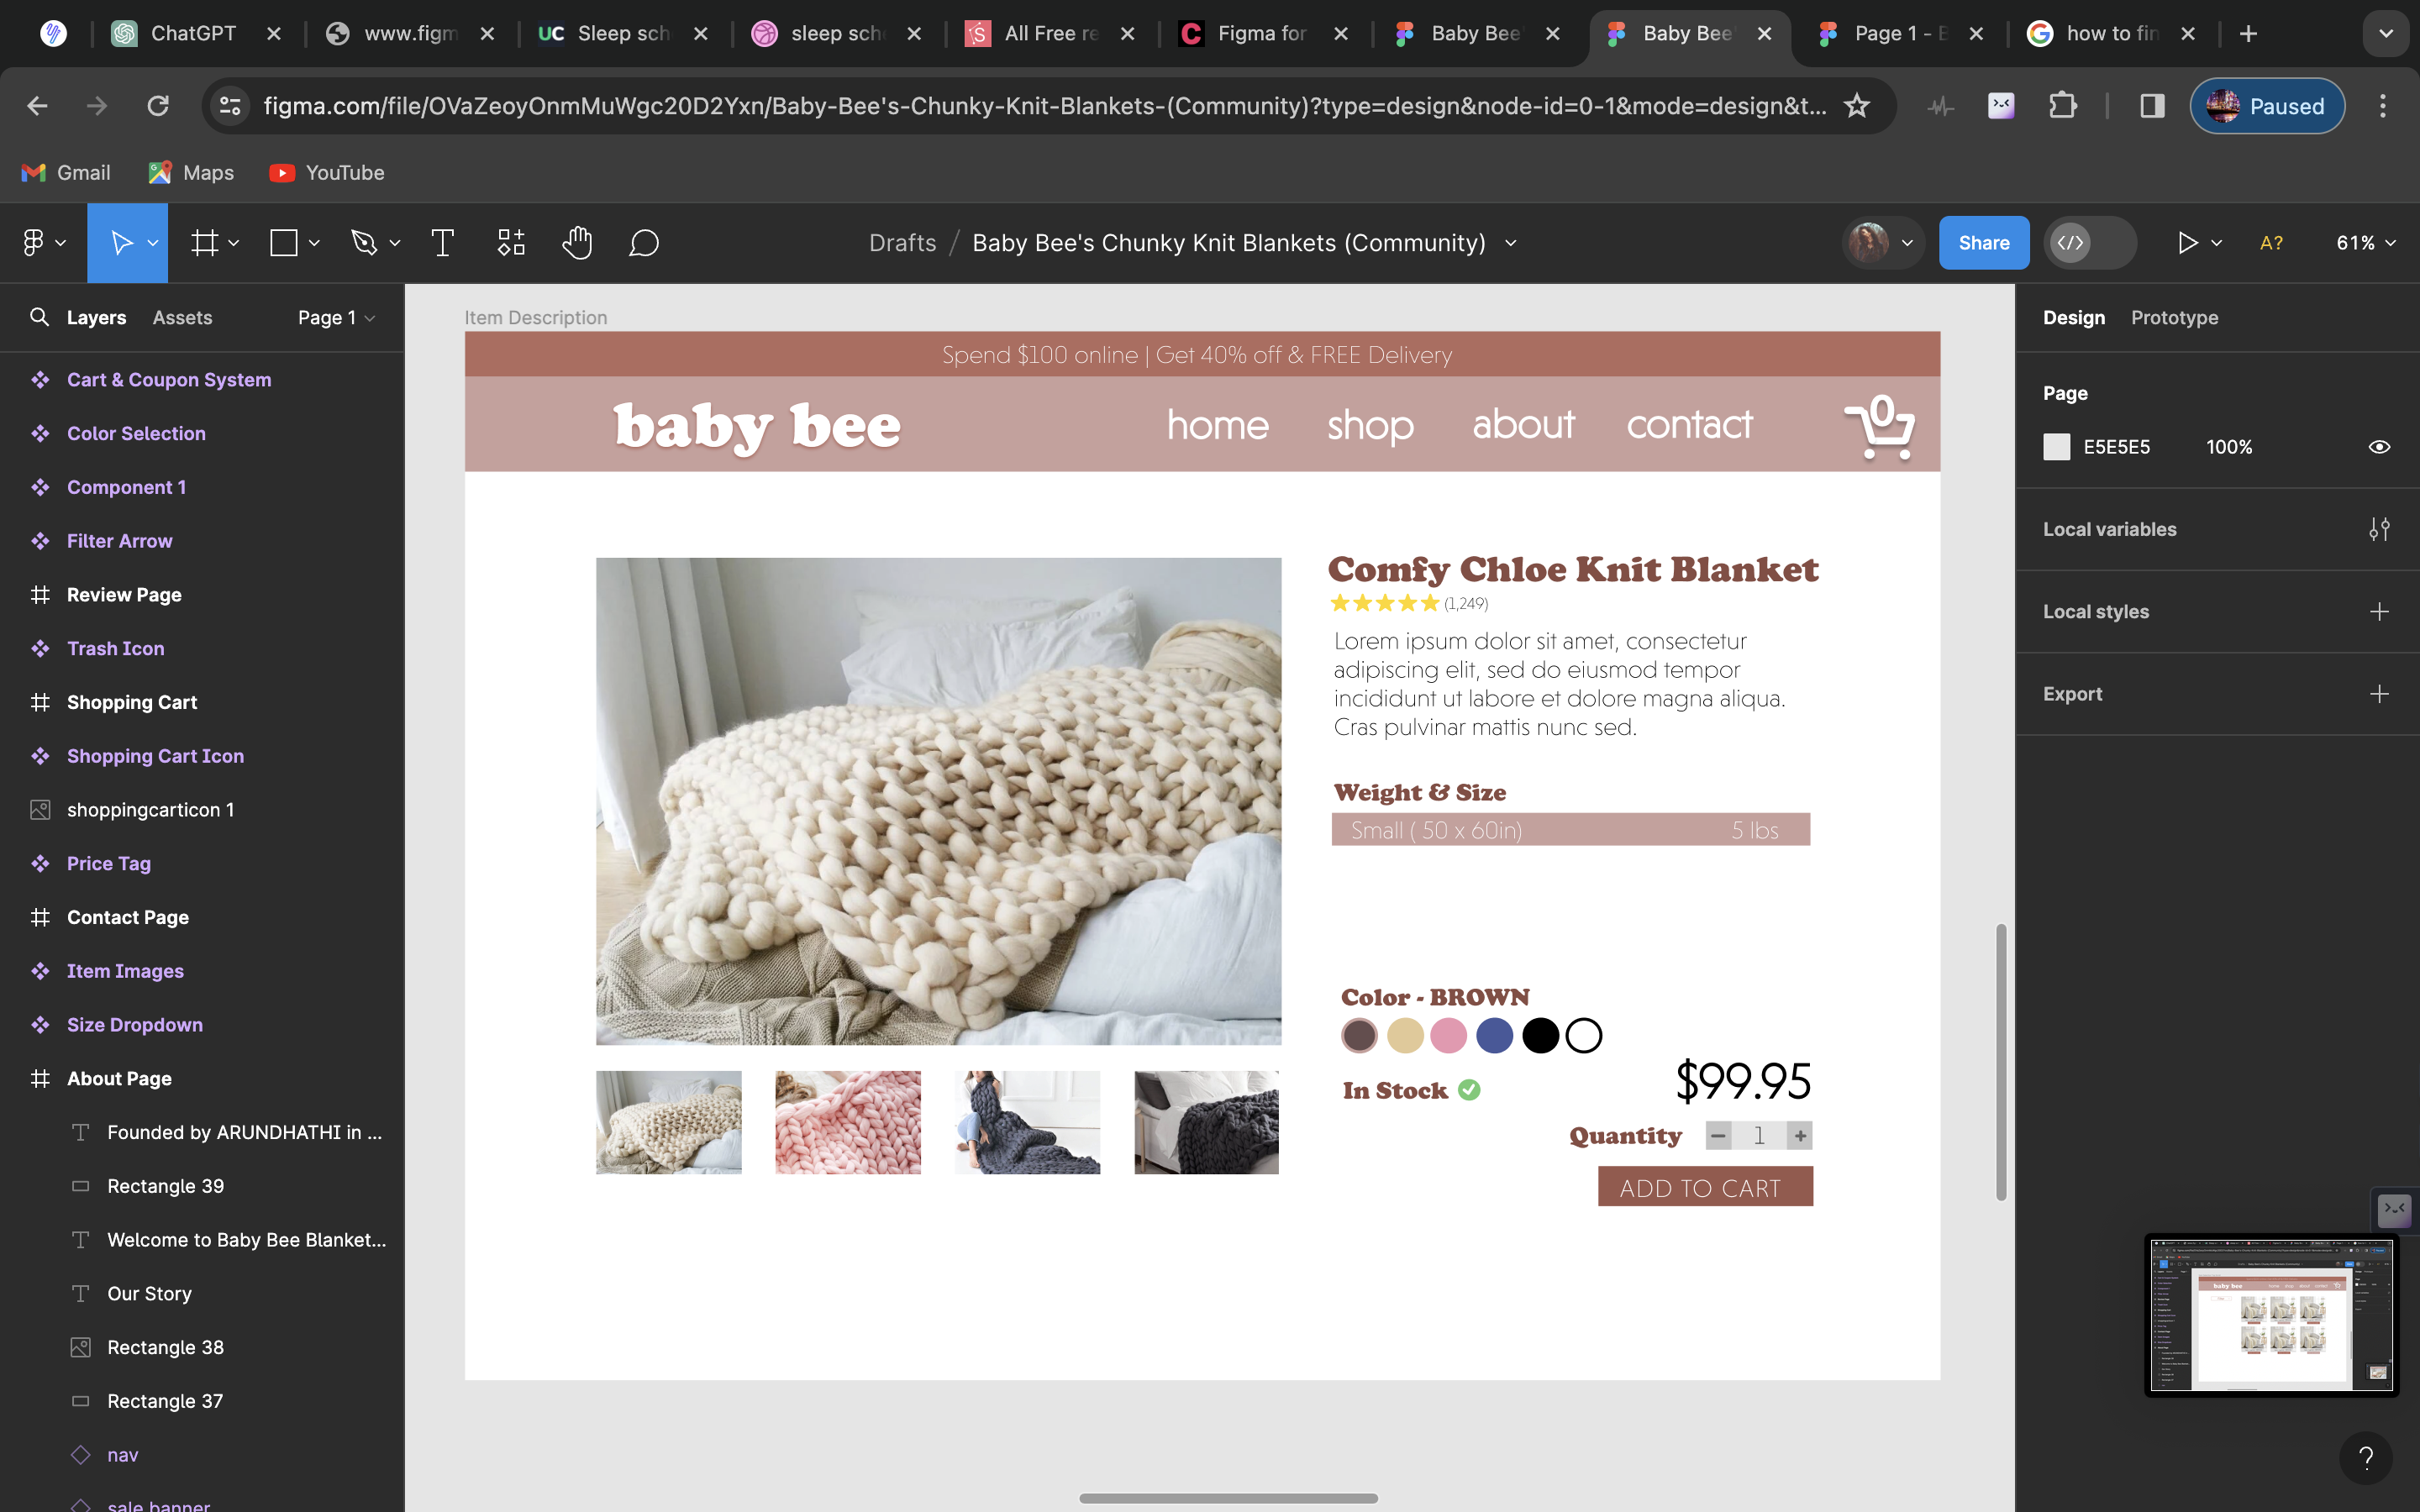 ChatGPT
www.figm
UC Sleep sch
sleep sch
All Free re
Figma for
Baby Bee'
Baby Bee'
Page 1 - B
how to fin
figma.com/file/OVaZeoyOnmMuWgc20D2Yxn/Baby-Bee's-Chunky-Knit-Blankets-(Community)?type=design&node-id=0-1&mode=design&t...
Paused
Gmail
Maps
YouTube
Drafts / Baby Bee's Chunky Knit Blankets (Community)
Share
A?
61%
Layers
Assets
Page 1
Cart & Coupon System
Color Selection
Component 1
Filter Arrow
Review Page
Trash Icon
Shopping Cart
Shopping Cart Icon
shoppingcarticon 1
Price Tag
Contact Page
Item Images
Size Dropdown
About Page
Founded by ARUNDHATHI in ...
Rectangle 39
Welcome to Baby Bee Blanket...
Our Story
Rectangle 38
Rectangle 37
nav
sale banner
Item Description
Spend $100 online | Get 40% off & FREE Delivery
baby bee
home
shop
about
contact
0
Comfy Chloe Knit Blanket
(1,249)
Lorem ipsum dolor sit amet, consectetur
adipiscing elit, sed do eiusmod tempor
incididunt ut labore et dolore magna aliqua.
Cras pulvinar mattis nunc sed.
Weight & Size
Small ( 50 x 60in) 5 lbs
Color - BROWN
In Stock
$99.95
Quantity − 1 +
ADD TO CART
Design
Prototype
Page
E5E5E5 100%
Local variables
Local styles
Export
baby bee
?